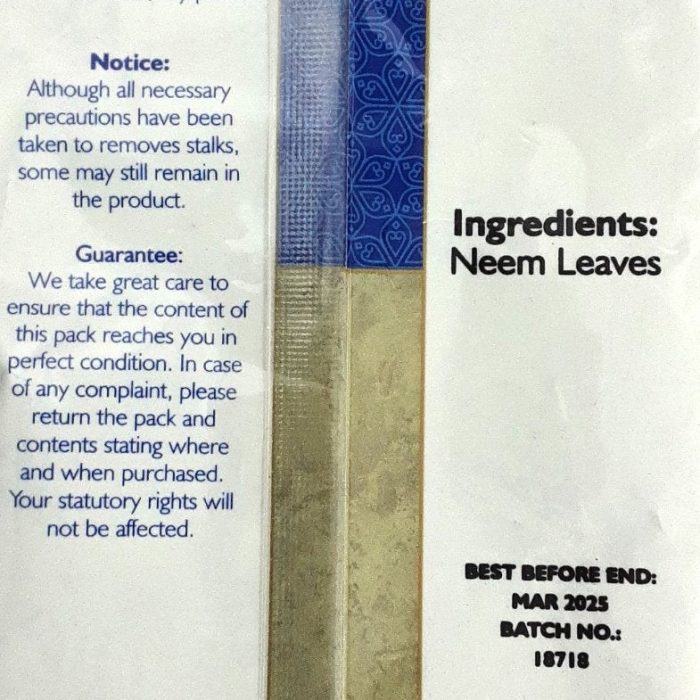 Notice:
Although all necessary
precautions have been
taken to removes stalks,
some may still remain in
the product.
Guarantee:
We take great care to
ensure that the content of
this pack reaches you in
perfect condition. In case
of any complaint, please
return the pack and
contents stating where
and when purchased.
Your statutory rights will
not be affected.
Ingredients:
Neem Leaves
BEST BEFORE END:
MAR 2025
BATCH NO.:
18718